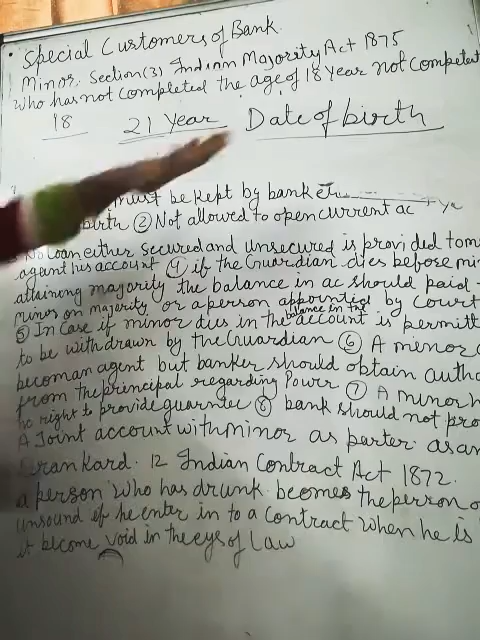 • Special Customers of Bank
Minor. Section(3) Indian Majority Act 1875
Who has not completed the age of 18 Year not Competent
18 21 Year Date of birth
must be kept by banker
birth ② Not allowed to open current ac
No loan either secured and unsecured is provided to
against his account ④ if the Guardian dies before mi
attaining majority the balance in ac should paid
minor on majority or a person appointed by Court
⑤ In Case if minor dies in the balance in the account is permitt
to be withdrawn by the Guardian ⑥ A minor
becoman agent but banker should obtain autho
from the principal regarding Power ⑦ A minor h
no right to provide guarnter ⑧ bank should not pro
A Joint account with minor as parter. as an
Drankard. 12 Indian Contract Act 1872.
a person who has drunk. becomes the person o
unsound if he enter in to a Contract when he is
it become void in the eys of Law